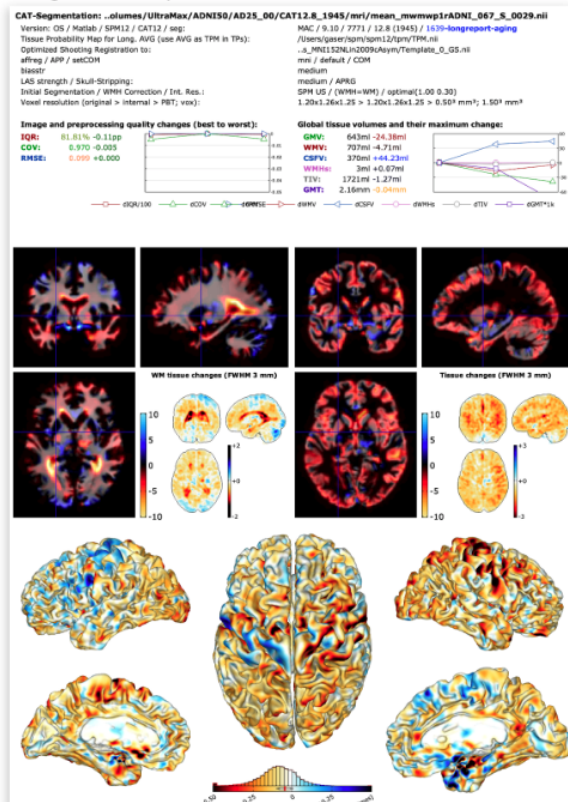 CAT-Segmentation: ..olumes/UltraMax/ADNI50/AD25_00/CAT12.8_1945/mri/mean_mwmwp1rADNI_067_S_0029.nii
Version: OS / Matlab / SPM12 / CAT12 / seg: MAC / 9.10 / 7771 / 12.8 (1945) / 1639-longreport-aging
Tissue Probability Map for Long. AVG (use AVG as TPM in TPs): /Users/gaser/spm/spm12/tpm/TPM.nii
Optimized Shooting Registration to: ..a_MNI152NLin2009cAsym/Template_0_GS.nii
affreg / APP / setCOM mni / default / COM
biasstr medium
LAS strength / Skull-Stripping: medium / APRG
Initial Segmentation / WMH Correction / Int. Res.: SPM US / (WMH=WM) / optimal(1.00 0.30)
Voxel resolution (original > internal > PBT; vox): 1.20x1.26x1.25 > 1.20x1.26x1.25 > 0.50³ mm³; 1.50³ mm³
Image and preprocessing quality changes (best to worst):
IQR: 81.81% -0.11pp
COV: 0.970 -0.005
RMSE: 0.099 +0.000
Global tissue volumes and their maximum change:
GMV: 643ml -24.38ml
WMV: 707ml -4.71ml
CSFV: 370ml +44.23ml
WMHs: 3ml +0.07ml
TIV: 1721ml -1.27ml
GMT: 2.16mm -0.04mm
dIQR/100 dCOV dWMV dCSFV dWMHs dTIV dGMT*1k
WM tissue changes (FWHM 3 mm)
10
5
0
-5
-10
+2
+0
-2
Tissue changes (FWHM 3 mm)
10
5
0
-5
-10
+3
+0
-3
0